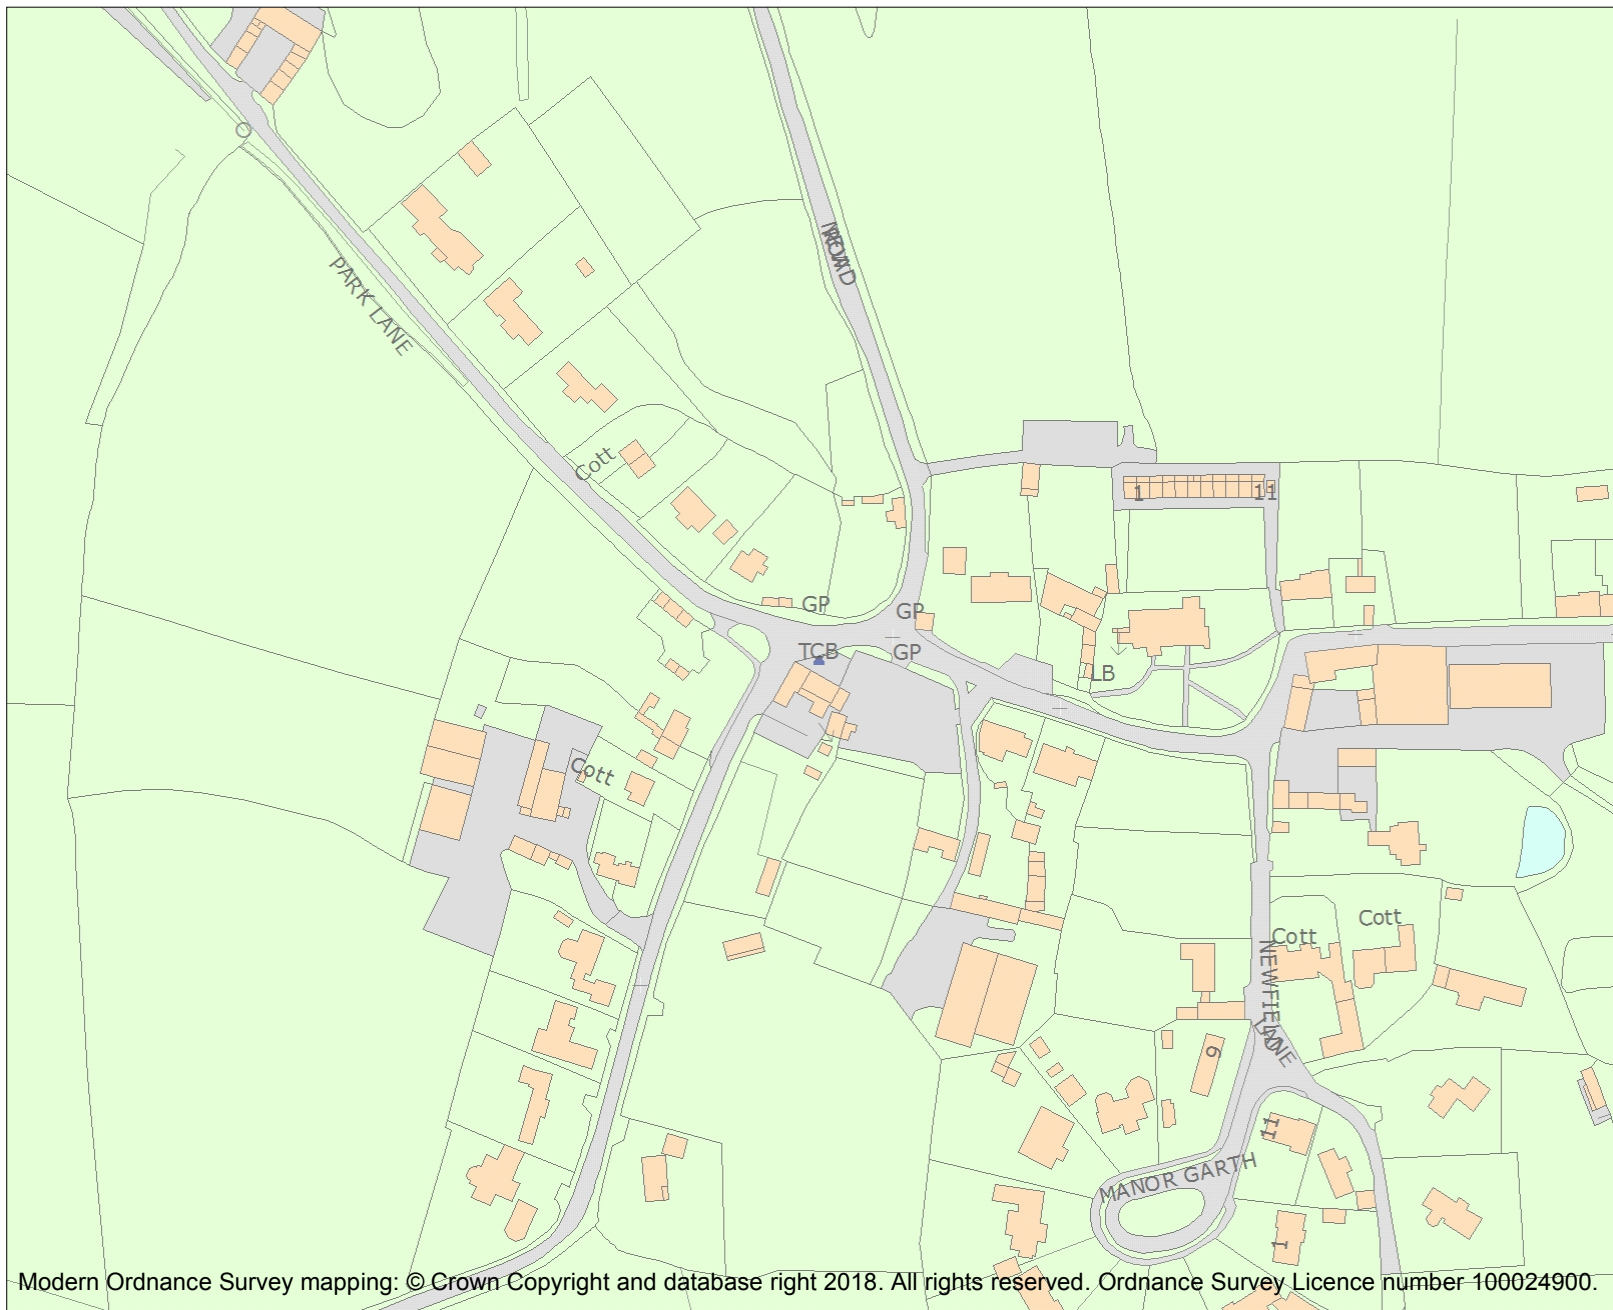 NEW
ROAD
PARK LANE
Cott
1
11
GP
GP
TCB
GP
LB
Cott
Cott
Cott
NEWFIELD
LANE
9
11
MANOR GARTH
1
Modern Ordnance Survey mapping: © Crown Copyright and database right 2018. All rights reserved. Ordnance Survey Licence number 100024900.